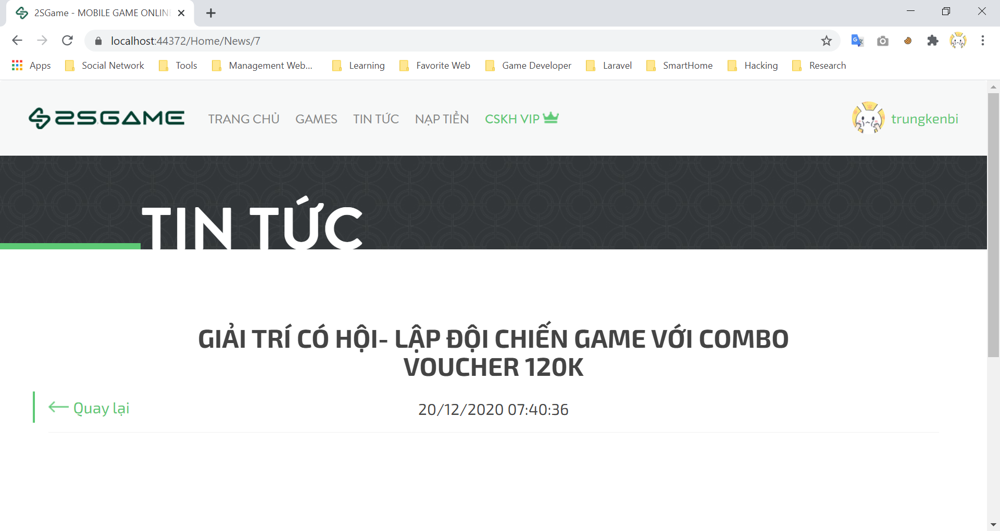 2SGame - MOBILE GAME ONLIN
localhost:44372/Home/News/7
Apps Social Network Tools Management Web... Learning Favorite Web Game Developer Laravel SmartHome Hacking Research
2SGAME TRANG CHỦ GAMES TIN TỨC NẠP TIỀN CSKH VIP trungkenbi
TIN TỨC
GIẢI TRÍ CÓ HỘI- LẬP ĐỘI CHIẾN GAME VỚI COMBO
VOUCHER 120K
Quay lại 20/12/2020 07:40:36